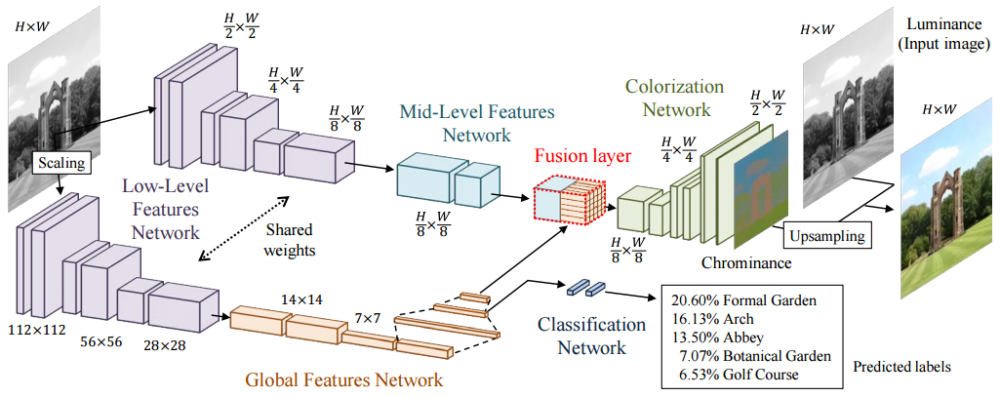 H×W
H/2 × W/2
H/4 × W/4
H/8 × W/8
Scaling
Low-Level
Features
Network
Mid-Level Features
Network
H/8 × W/8
Fusion layer
Colorization
Network
H/2 × W/2
H/4 × W/4
H/8 × W/8
Chrominance
H×W
Luminance
(Input image)
H×W
Upsampling
Shared
weights
112×112
56×56
28×28
14×14
7×7
Global Features Network
Classification
Network
20.60% Formal Garden
16.13% Arch
13.50% Abbey
7.07% Botanical Garden
6.53% Golf Course
Predicted labels